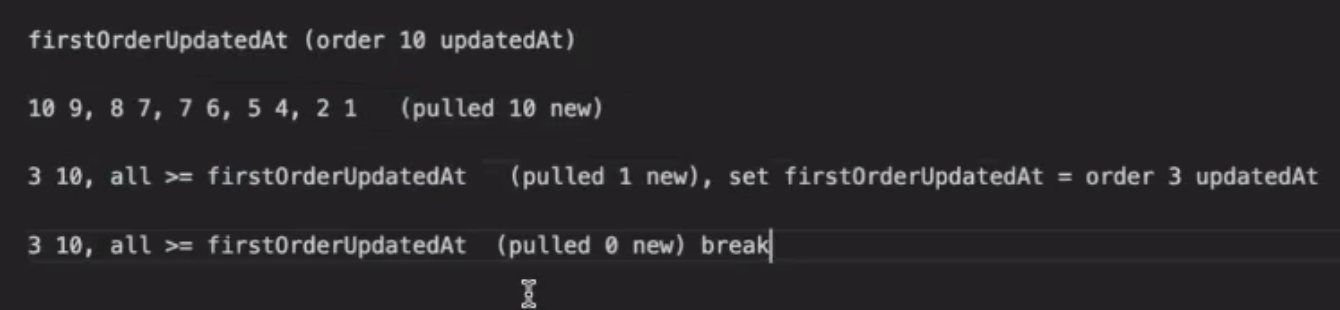 firstOrderUpdatedAt (order 10 updatedAt)
10 9, 8 7, 7 6, 5 4, 2 1 (pulled 10 new)
3 10, all >= firstOrderUpdatedAt (pulled 1 new), set firstOrderUpdatedAt = order 3 updatedAt
3 10, all >= firstOrderUpdatedAt (pulled 0 new) break